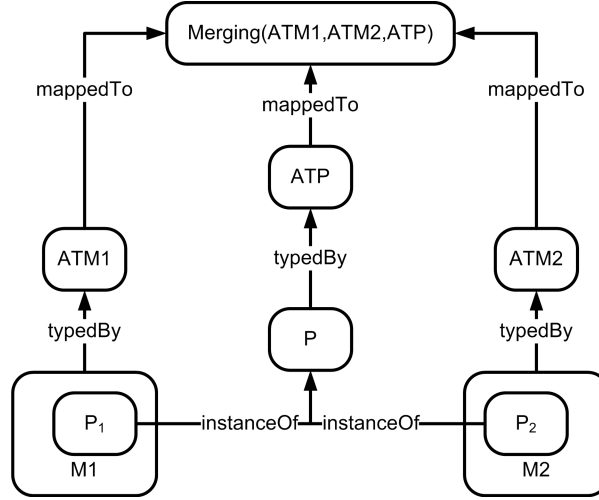 Merging(ATM1,ATM2,ATP)
mappedTo
mappedTo
mappedTo
ATP
ATM1
ATM2
typedBy
typedBy
typedBy
P
P₁
instanceOf
instanceOf
P₂
M1
M2